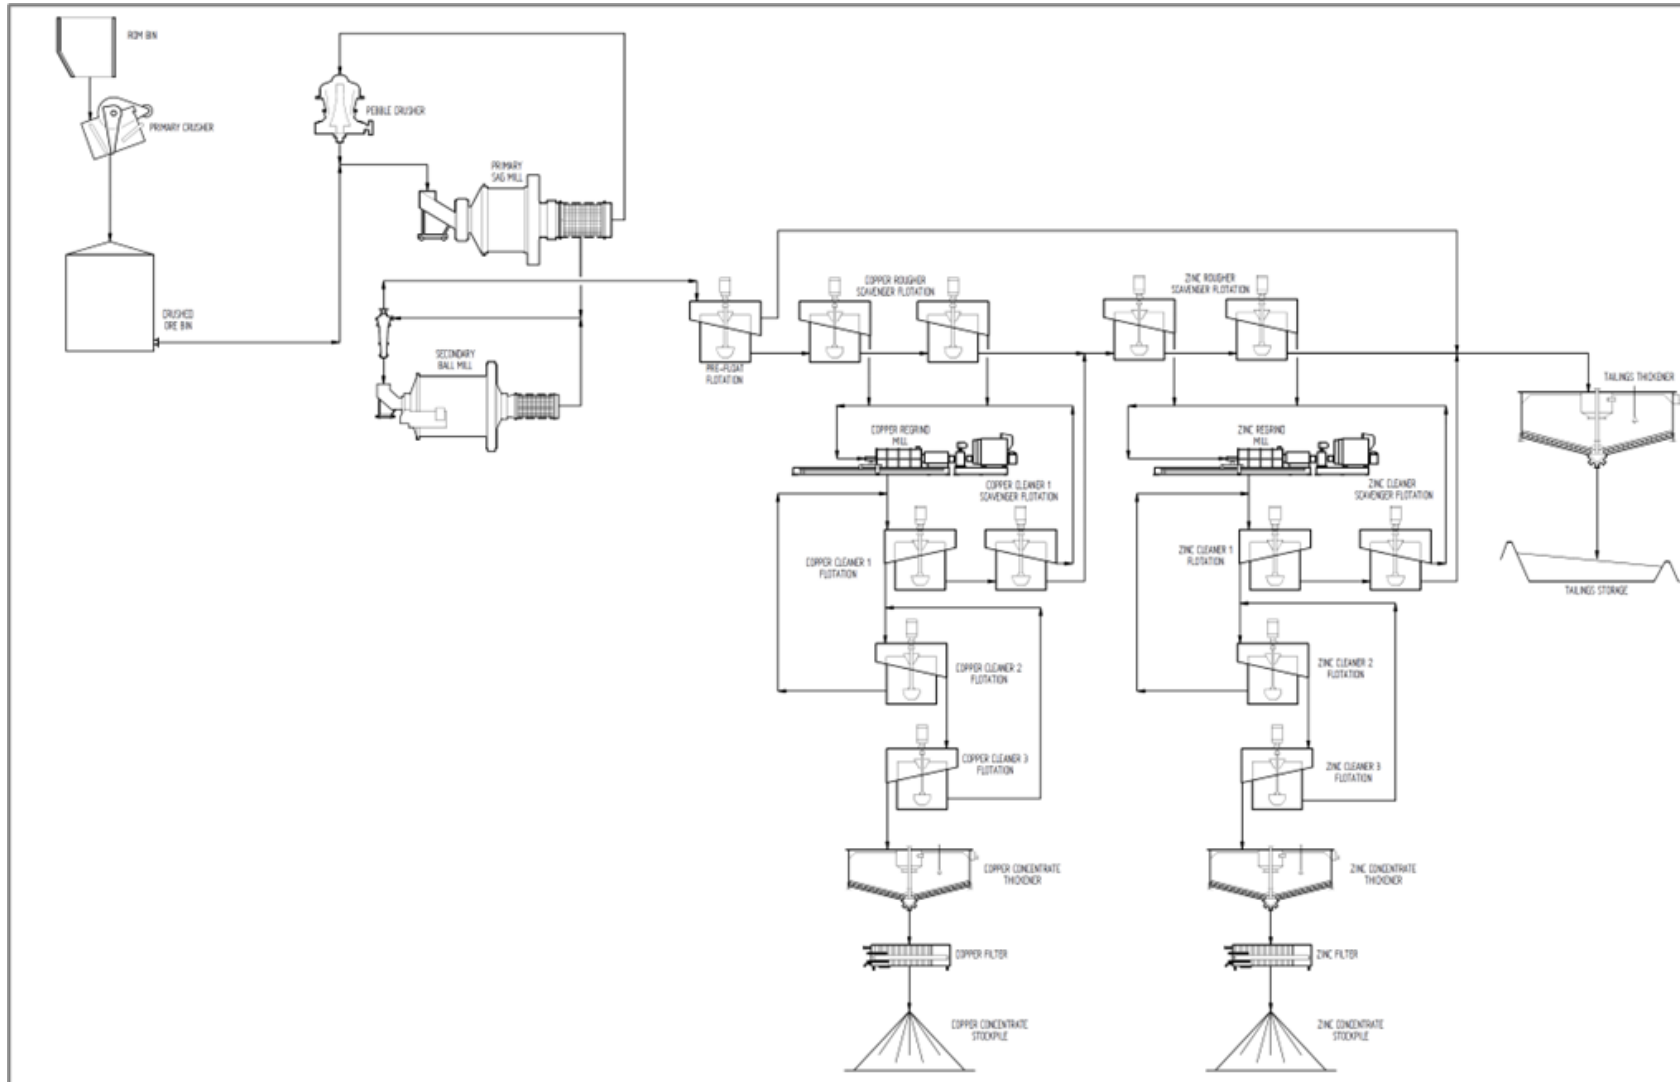 ROM BIN
PRIMARY CRUSHER
PEBBLE CRUSHER
PRIMARY
SAG MILL
CRUSHED
ORE BIN
SECONDARY
BALL MILL
PRE-FLOAT
FLOTATION
COPPER ROUGHER
SCAVENGER FLOTATION
ZINC ROUGHER
SCAVENGER FLOTATION
TAILINGS THICKENER
TAILINGS STORAGE
COPPER REGRIND
MILL
COPPER CLEANER 1
SCAVENGER FLOTATION
COPPER CLEANER 1
FLOTATION
COPPER CLEANER 2
FLOTATION
COPPER CLEANER 3
FLOTATION
COPPER CONCENTRATE
THICKENER
COPPER FILTER
COPPER CONCENTRATE
STOCKPILE
ZINC REGRIND
MILL
ZINC CLEANER
SCAVENGER FLOTATION
ZINC CLEANER 1
FLOTATION
ZINC CLEANER 2
FLOTATION
ZINC CLEANER 3
FLOTATION
ZINC CONCENTRATE
THICKENER
ZINC FILTER
ZINC CONCENTRATE
STOCKPILE